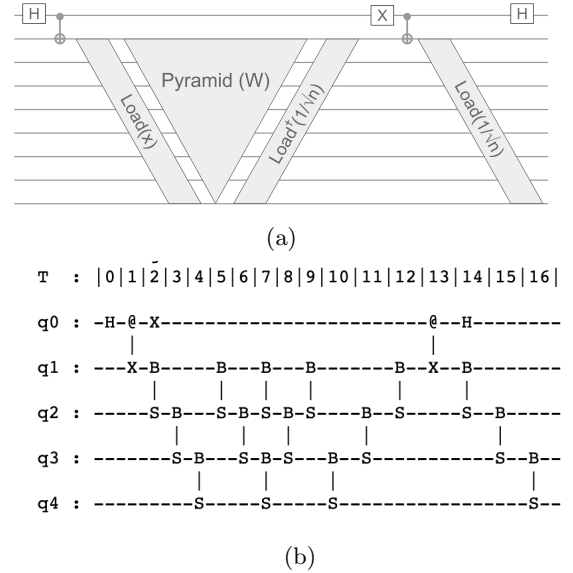 H X H
Pyramid (W)
Load(x)
Load†(1/√n)
Load(1/√n)
(a)
T  : |0|1|2|3|4|5|6|7|8|9|10|11|12|13|14|15|16|
q0 : -H-@-X------------------------@--H--------
| |
q1 : ---X-B-----B---B---B-------B--X--B--------
| | | | | |
q2 : -----S-B---S-B-S-B-S----B--S-----S--B-----
| | | | |
q3 : -------S-B---S-B-S---B--S-----------S--B--
| | | |
q4 : ---------S-----S-----S-----------------S--
(b)